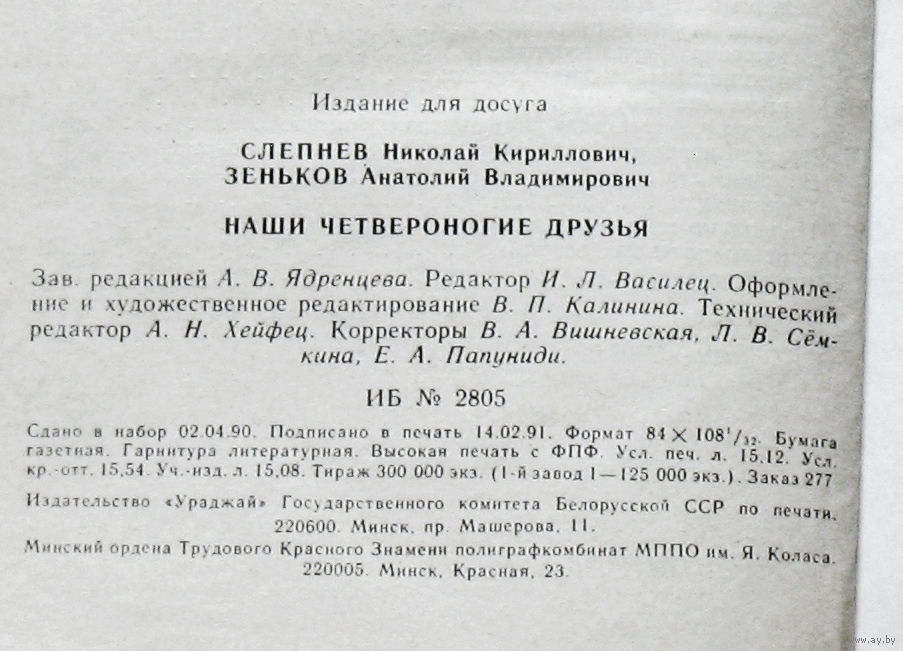 Издание для досуга
СЛЕПНЕВ Николай Кириллович,
ЗЕНЬКОВ Анатолий Владимирович
НАШИ ЧЕТВЕРОНОГИЕ ДРУЗЬЯ
Зав. редакцией А. В. Ядренцева. Редактор И. Л. Василец. Оформле-
ние и художественное редактирование В. П. Калинина. Технический
редактор А. Н. Хейфец. Корректоры В. А. Вишневская, Л. В. Сём-
кина, Е. А. Папуниди.
ИБ № 2805
Сдано в набор 02.04.90. Подписано в печать 14.02.91. Формат 84 × 108¹/₃₂. Бумага
газетная. Гарнитура литературная. Высокая печать с ФПФ. Усл. печ. л. 15,12. Усл.
кр.-отт. 15,54. Уч.-изд. л. 15,08. Тираж 300 000 экз. (1-й завод 1—125 000 экз.). Заказ 277
Издательство «Ураджай» Государственного комитета Белорусской ССР по печати.
220600. Минск, пр. Машерова, 11.
Минский ордена Трудового Красного Знамени полиграфкомбинат МППО им. Я. Коласа.
220005. Минск, Красная, 23.
www.ay.by